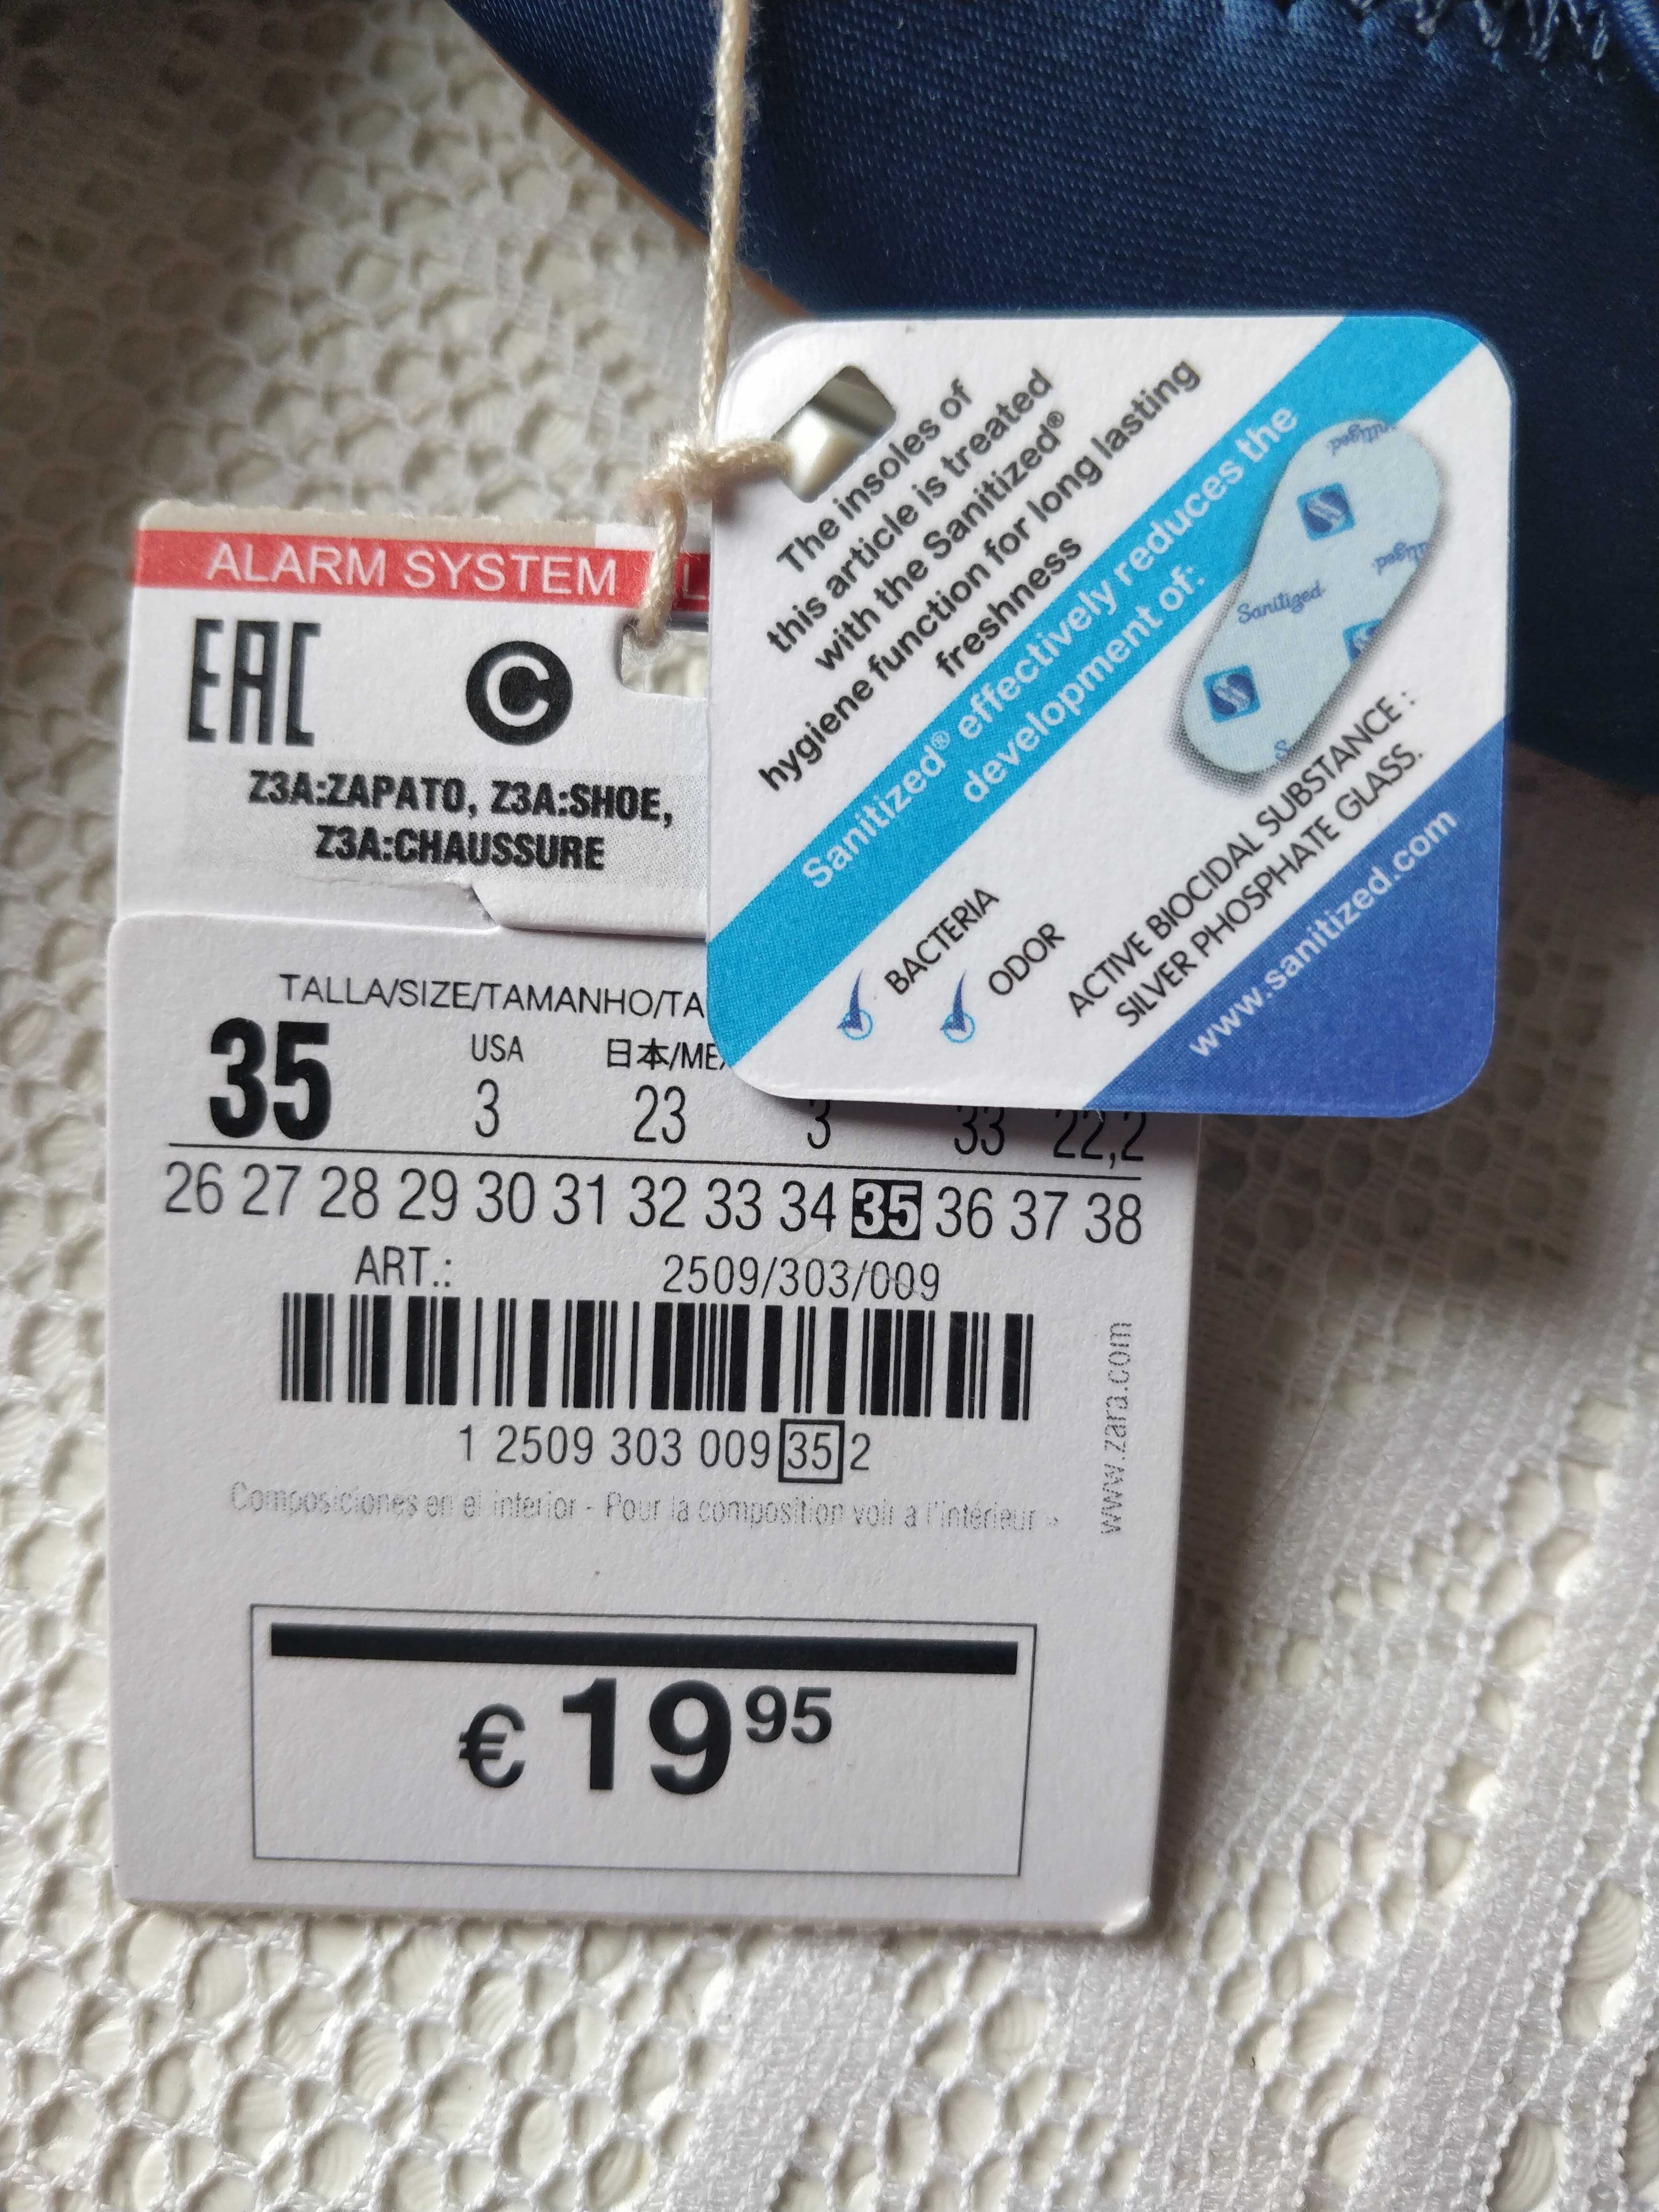 ALARM SYSTEM
EAC
C
Z3A:ZAPATO, Z3A:SHOE,
Z3A:CHAUSSURE
TALLA/SIZE/TAMANHO/TA
USA 日本/ME
35 3 23 3 33 22,2
26 27 28 29 30 31 32 33 34 35 36 37 38
ART.: 2509/303/009
1 2509 303 009 35 2
www.zara.com
Composiciones en el interior - Pour la composition voir a l'intérieur »
€ 19 95
The insoles of
this article is treated
with the Sanitized®
hygiene function for long lasting
freshness
Sanitized® effectively reduces the
development of:
BACTERIA
ODOR
Sanitized
ACTIVE BIOCIDAL SUBSTANCE :
SILVER PHOSPHATE GLASS.
www.sanitized.com